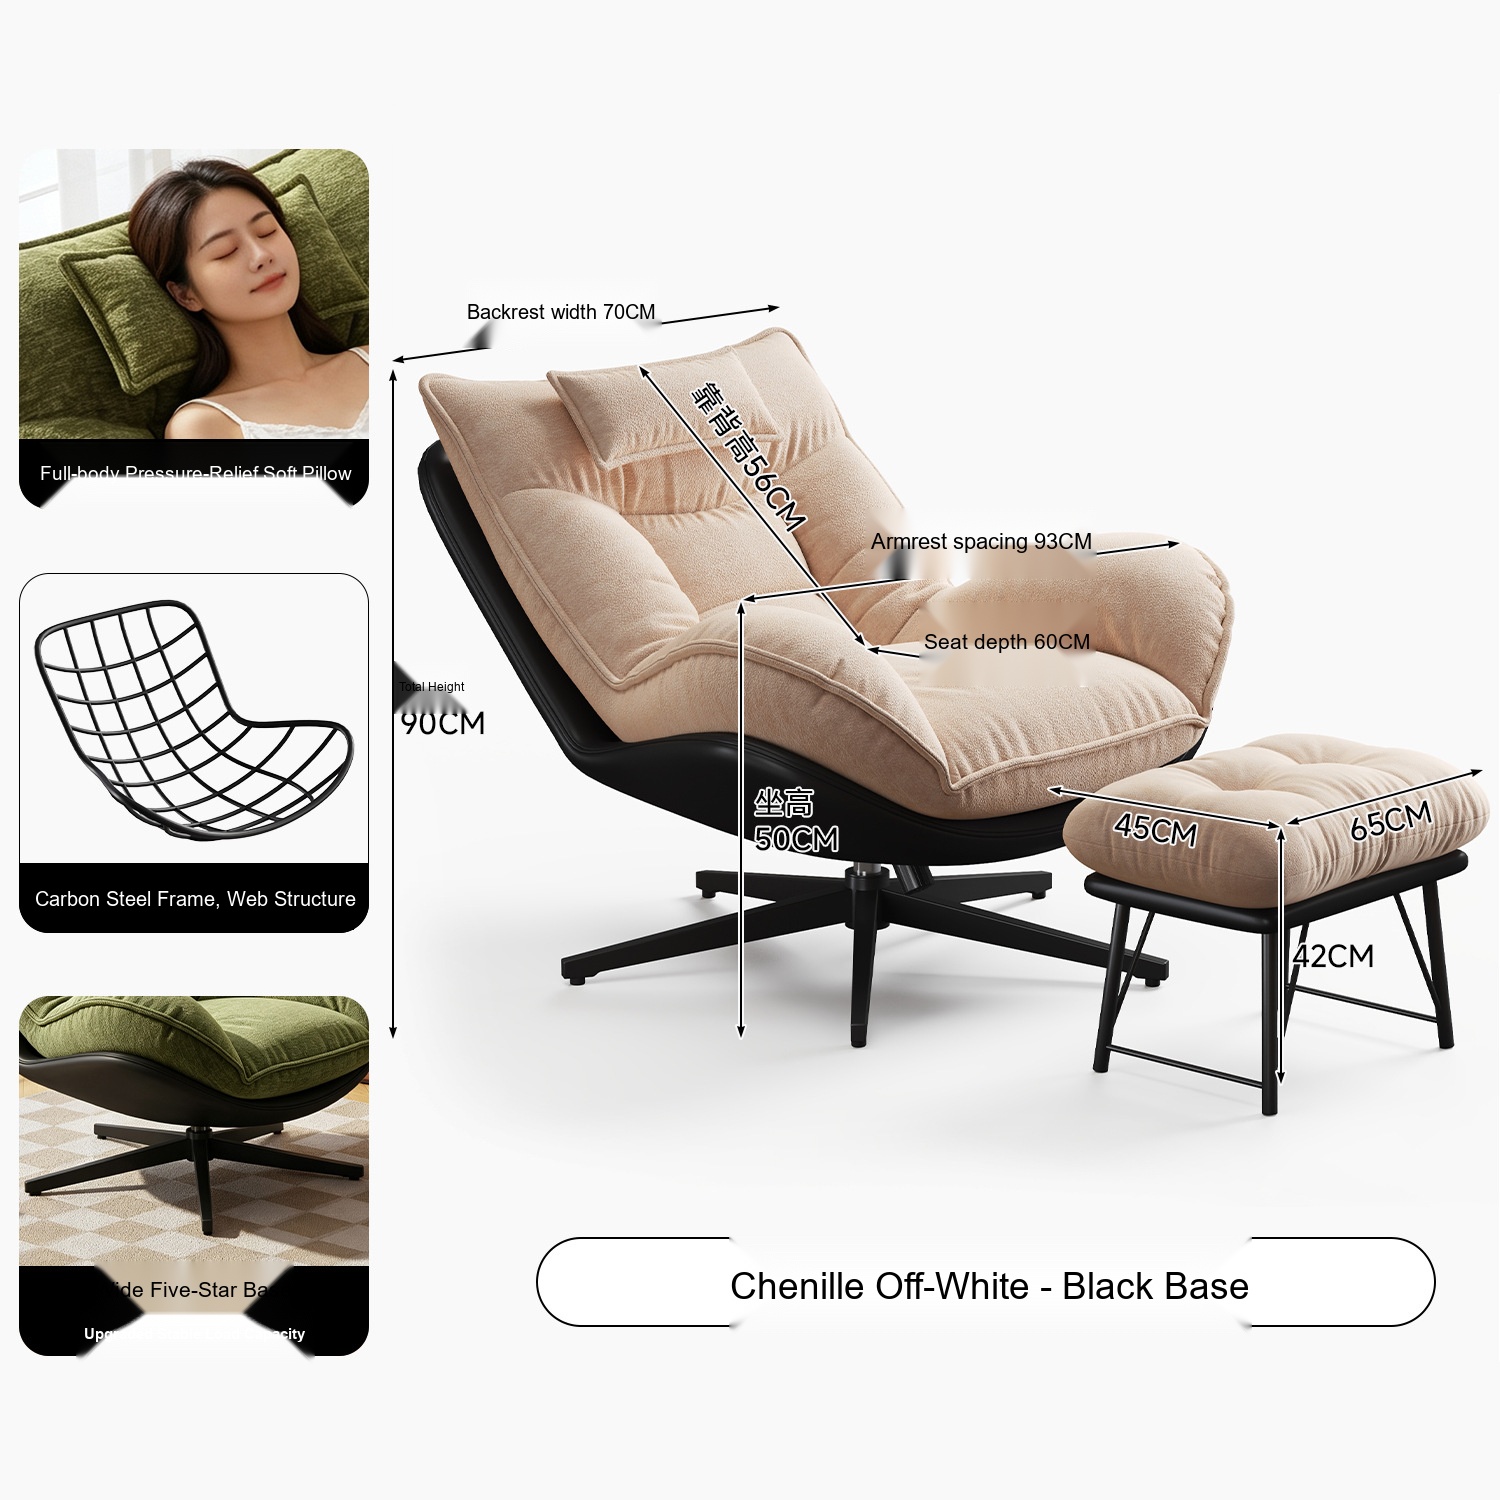 Backrest width 70CM
靠背高56CM
Full-body Pressure-Relief Soft Pillow
Armrest spacing 93CM
Seat depth 60CM
Total Height
90CM
坐高
50CM
45CM
65CM
Carbon Steel Frame, Web Structure
42CM
Five-Star
Chenille Off-White - Black Base